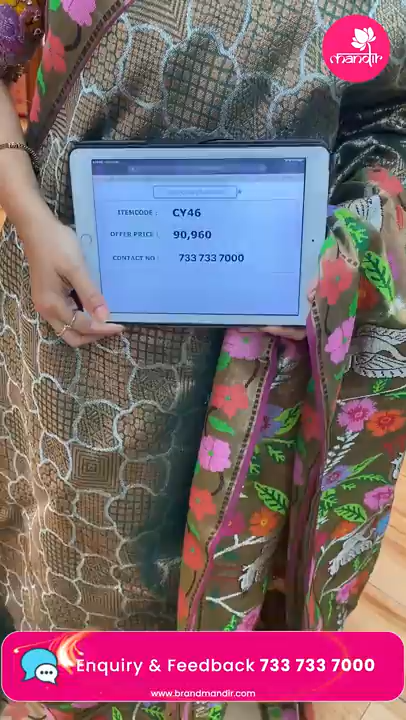 mandir
ITEMCODE : CY46
OFFER PRICE : 90,960
CONTACT NO : 733 733 7000
Enquiry & Feedback 733 733 7000
www.brandmandir.com